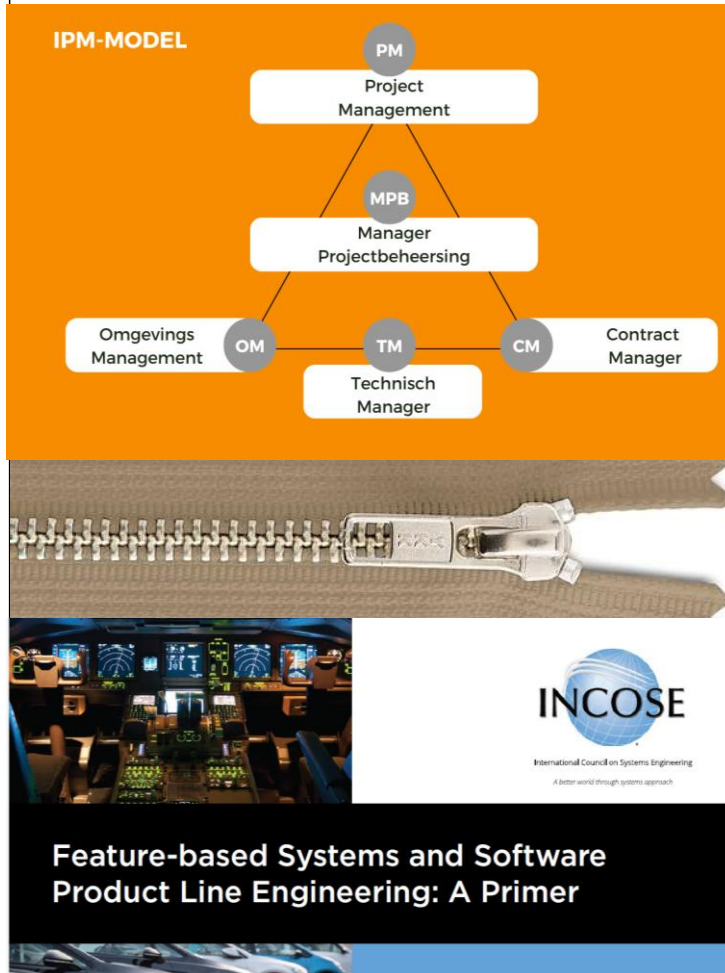 IPM-MODEL
PM
Project
Management
MPB
Manager
Projectbeheersing
Omgevings
Management
OM
TM
CM
Contract
Manager
Technisch
Manager
INCOSE
International Council on Systems Engineering
A better world through systems approach
Feature-based Systems and Software
Product Line Engineering: A Primer